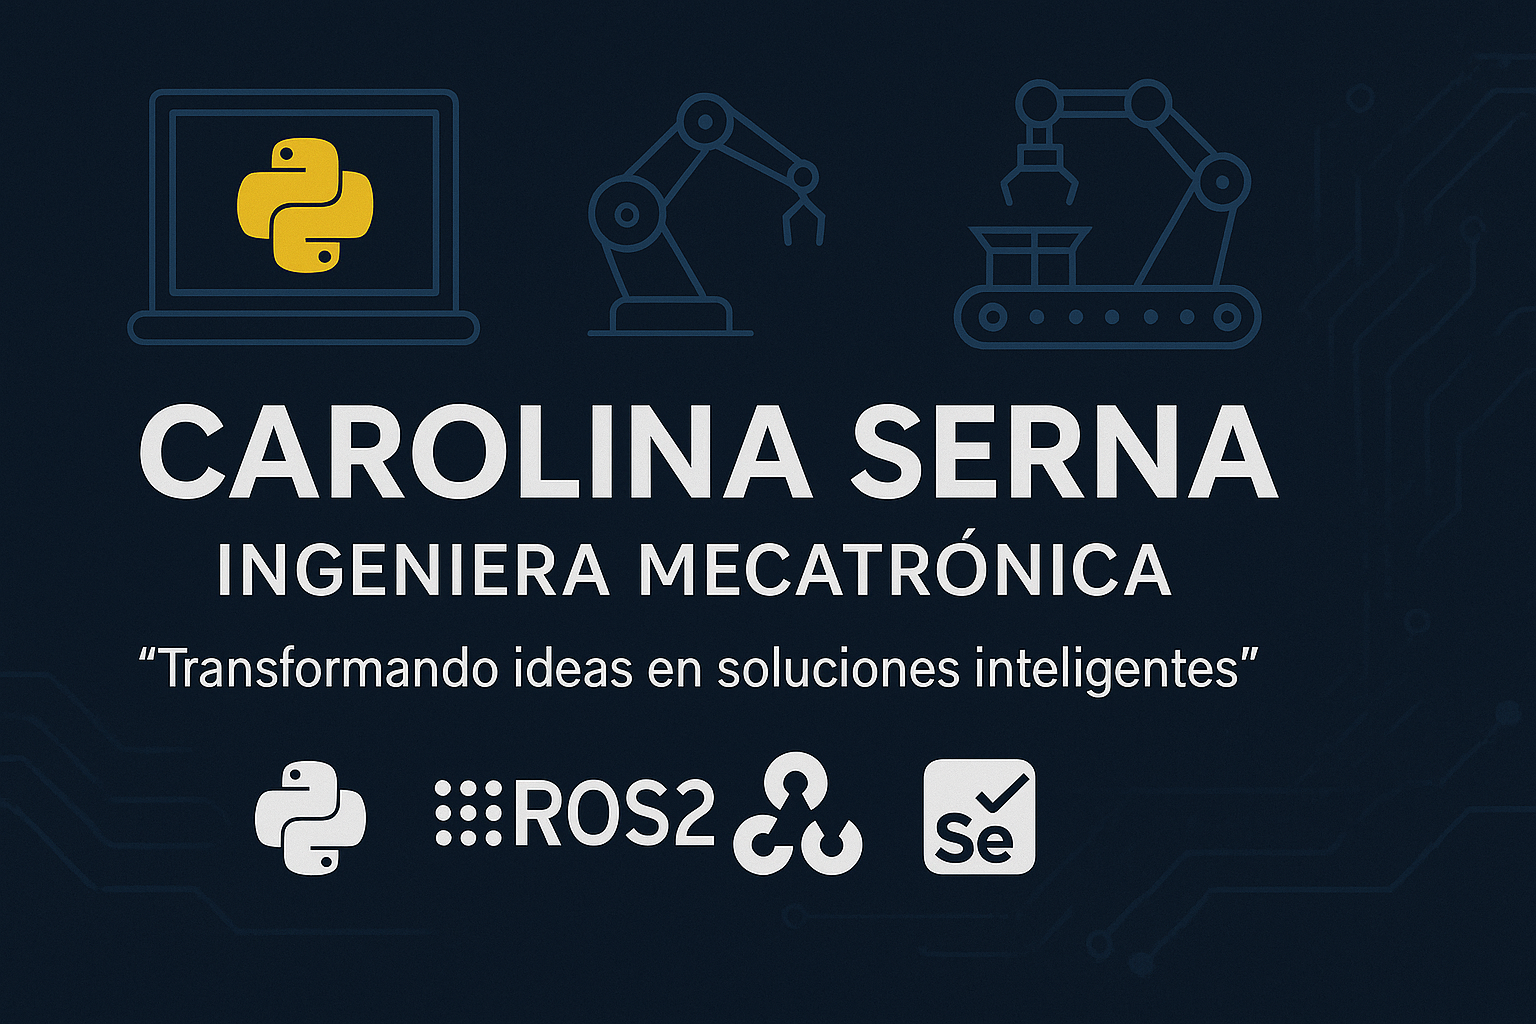 CAROLINA SERNA
INGENIERA MECATRÓNICA
“Transformando ideas en soluciones inteligentes”
ROS2
Se